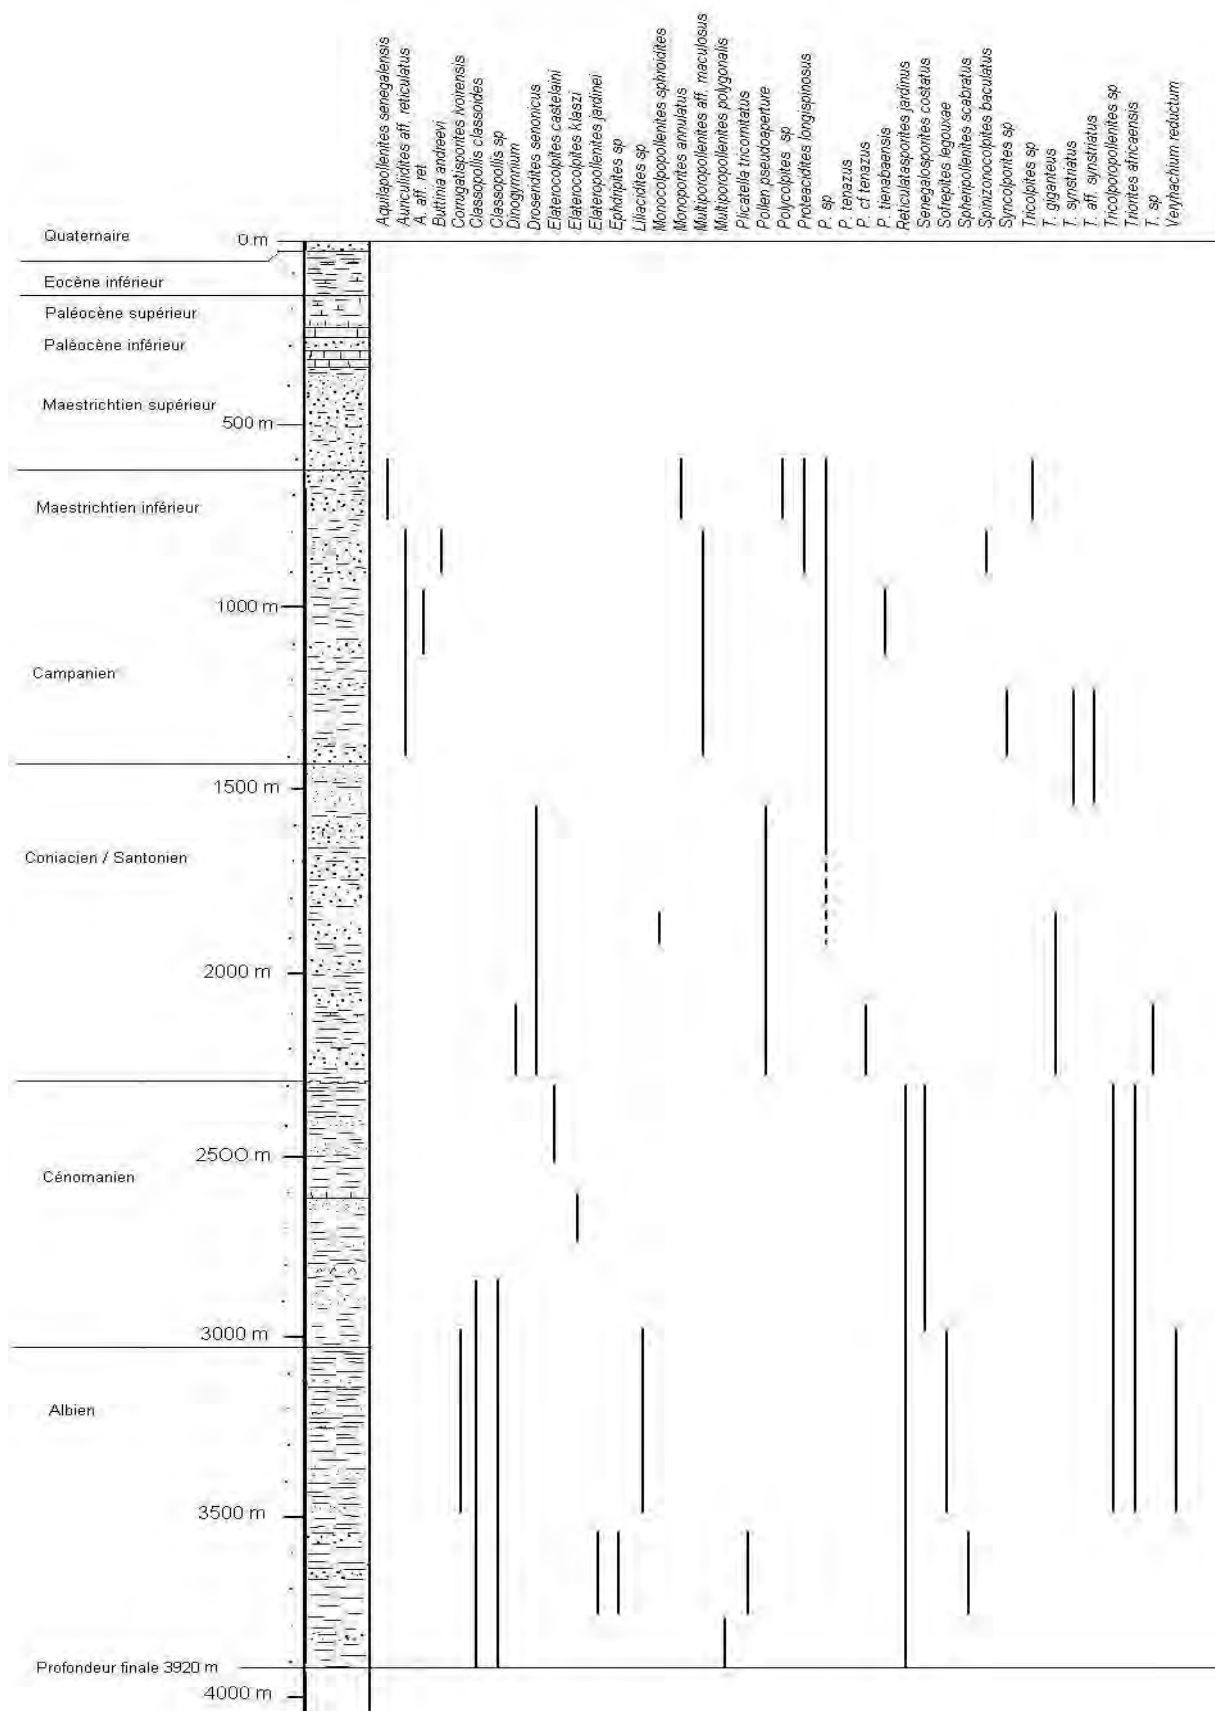 Aquilapollenites senegalensis
Auriculiidites aff. reticulatus
A. aff. ret
Buttinia andreevi
Corrugatisporites ivoirensis
Classopollis classoides
Classopollis sp
Dinogymnium
Droseridites senonicus
Elaterocolpites castelaini
Elaterocolpites klaszi
Elateropollenites jardinei
Ephdripites sp
Liliacidites sp
Monocolpopollenites sphroidites
Monoporites annulatus
Multiporopollenites aff. maculosus
Multiporopollenites polygonalis
Plicatella tricornitatus
Pollen pseudoaperture
Polycolpites sp
Proteacidites longispinosus
P. sp
P. tenazus
P. cf tenazus
P. tienabaensis
Reticulatasporites jardinus
Senegalosporites costatus
Sofrepites legouxae
Spheripollenites scabratus
Spinizonocolpites baculatus
Syncolporites sp
Tricolpites sp
T. giganteus
T. synstriatus
T. aff. synstriatus
Tricolporopollenites sp
Triorites africaensis
T. sp
Veryhachium reductum
Quaternaire
0 m
Eocène inférieur
Paléocène supérieur
Paléocène inférieur
Maestrichtien supérieur
500 m
Maestrichtien inférieur
1000 m
Campanien
1500 m
Coniacien / Santonien
2000 m
2500 m
Cénomanien
3000 m
Albien
3500 m
Profondeur finale 3920 m
4000 m